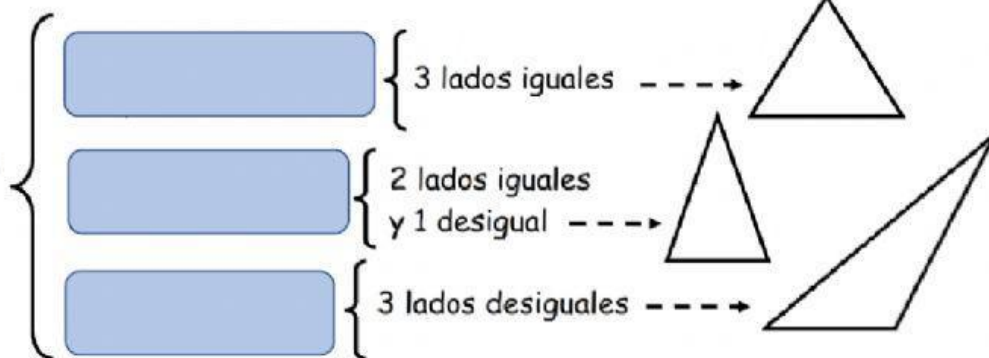 3 lados iguales
2 lados iguales
y 1 desigual
3 lados desiguales